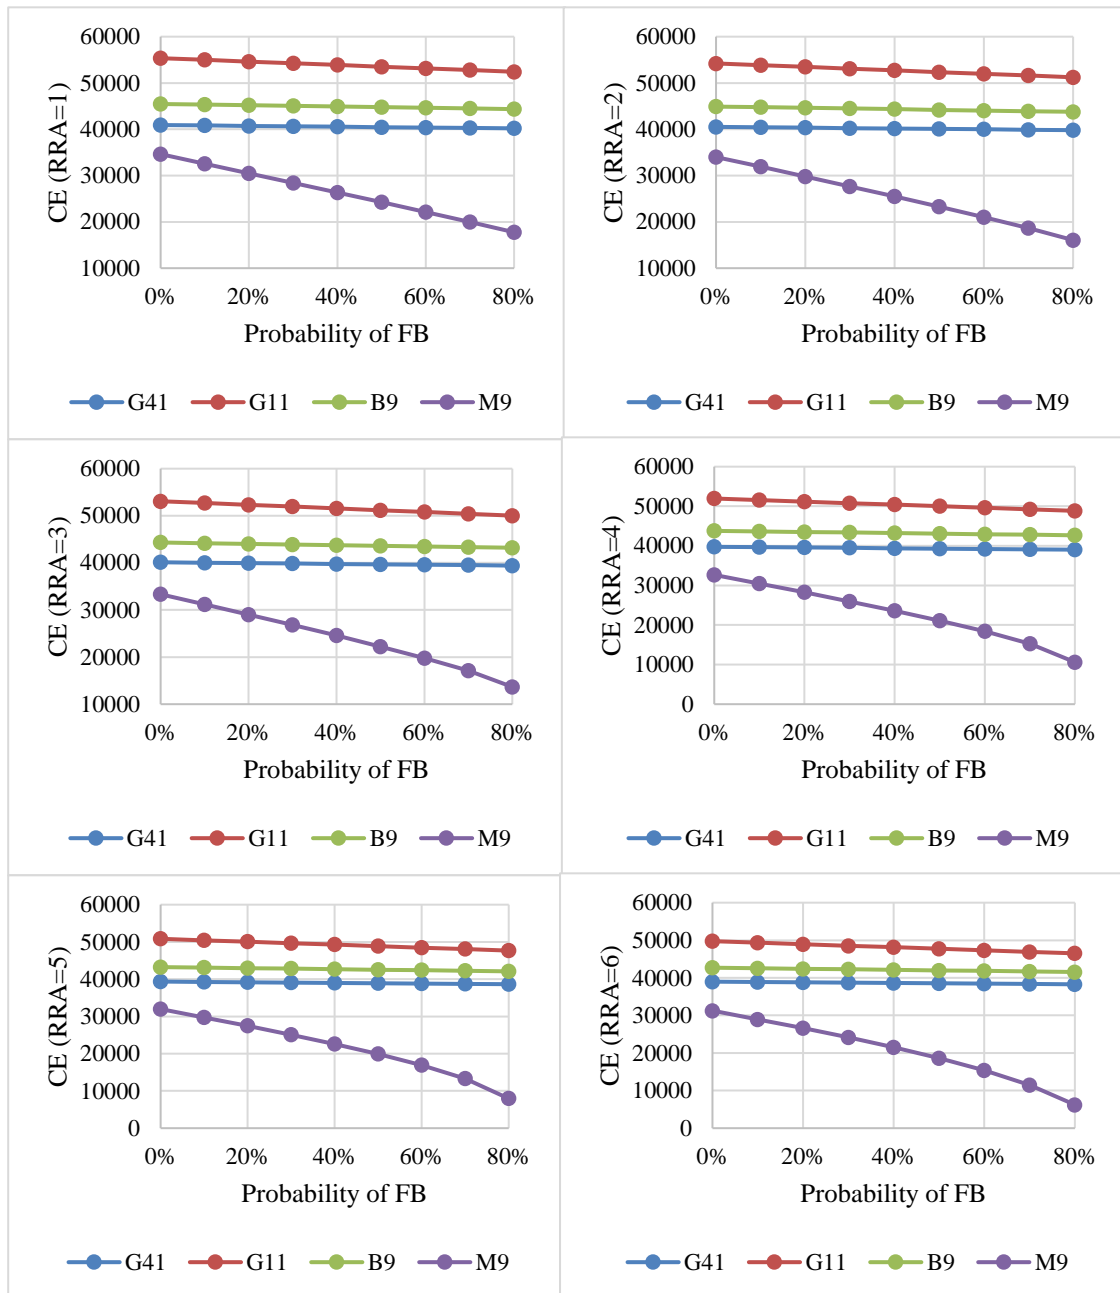 CE (RRA=1)
60000
50000
40000
30000
20000
10000
0% 20% 40% 60% 80%
Probability of FB
G41 G11 B9 M9
CE (RRA=2)
60000
50000
40000
30000
20000
10000
0% 20% 40% 60% 80%
Probability of FB
G41 G11 B9 M9
CE (RRA=3)
60000
50000
40000
30000
20000
10000
0% 20% 40% 60% 80%
Probability of FB
G41 G11 B9 M9
CE (RRA=4)
60000
50000
40000
30000
20000
10000
0
0% 20% 40% 60% 80%
Probability of FB
G41 G11 B9 M9
CE (RRA=5)
60000
50000
40000
30000
20000
10000
0
0% 20% 40% 60% 80%
Probability of FB
G41 G11 B9 M9
CE (RRA=6)
60000
50000
40000
30000
20000
10000
0
0% 20% 40% 60% 80%
Probability of FB
G41 G11 B9 M9